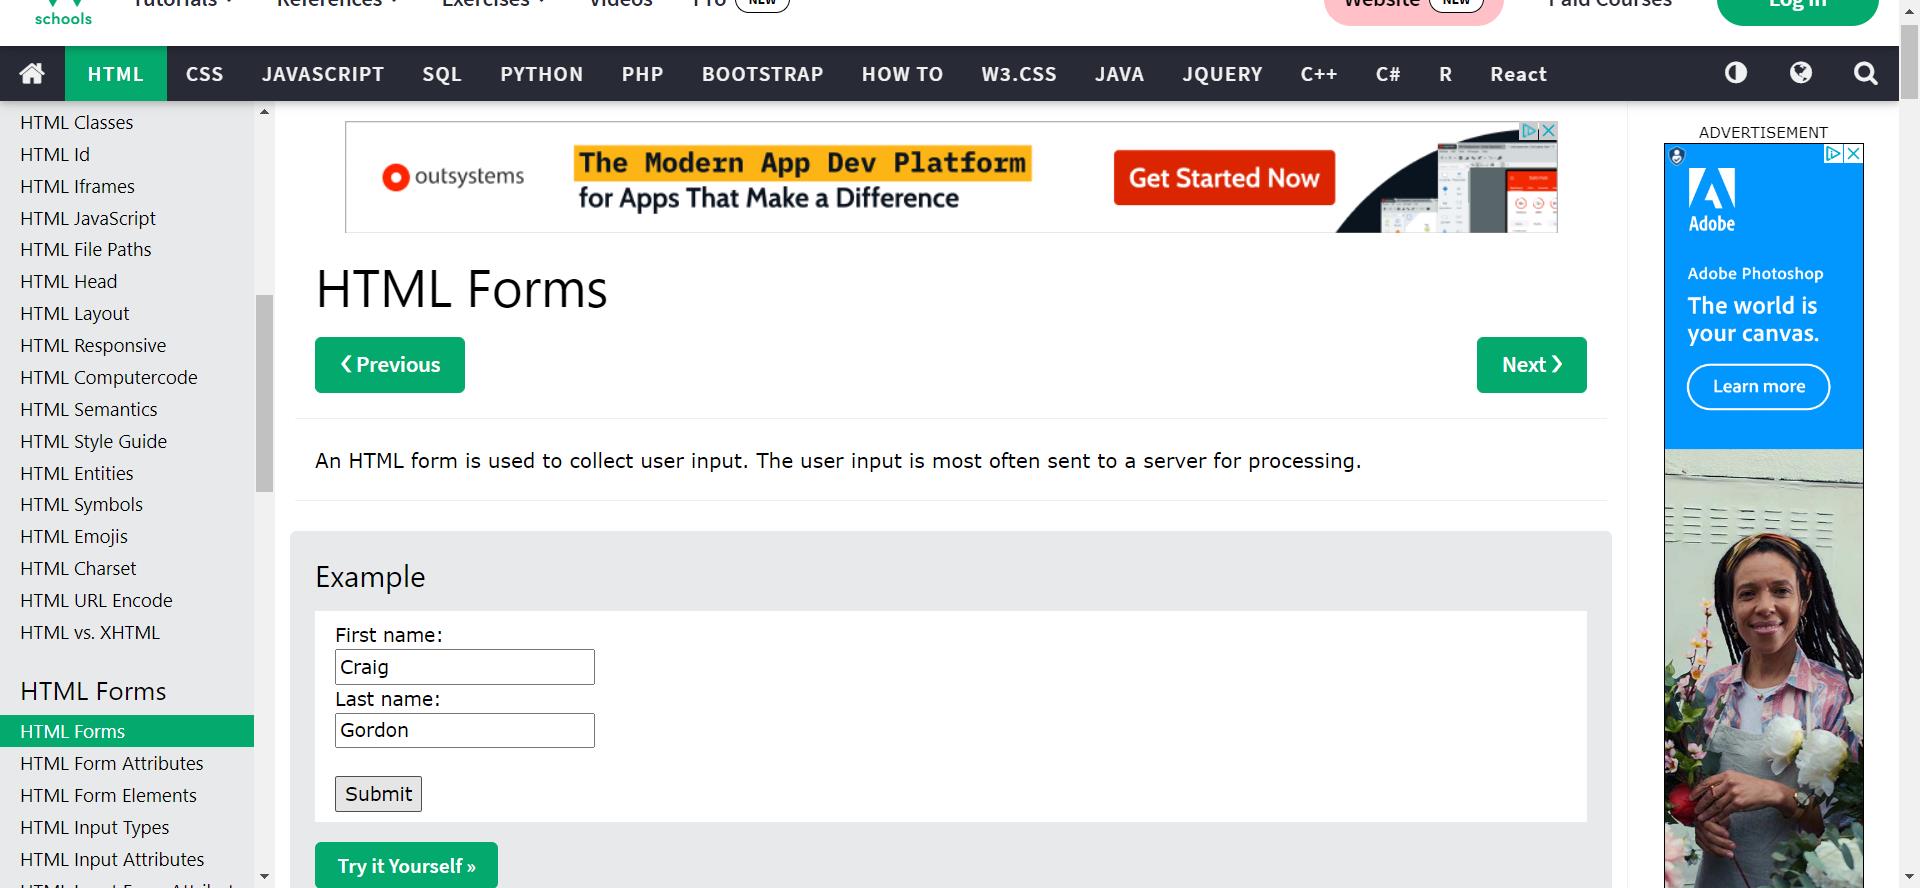 schools
Tutorials
References
Exercises
Videos
Pro
NEW
Website
NEW
Paid Courses
Log in
HTML
CSS
JAVASCRIPT
SQL
PYTHON
PHP
BOOTSTRAP
HOW TO
W3.CSS
JAVA
JQUERY
C++
C#
R
React
HTML Classes
HTML Id
HTML Iframes
HTML JavaScript
HTML File Paths
HTML Head
HTML Layout
HTML Responsive
HTML Computercode
HTML Semantics
HTML Style Guide
HTML Entities
HTML Symbols
HTML Emojis
HTML Charset
HTML URL Encode
HTML vs. XHTML
HTML Forms
HTML Forms
HTML Form Attributes
HTML Form Elements
HTML Input Types
HTML Input Attributes
outsystems
The Modern App Dev Platform
for Apps That Make a Difference
Get Started Now
HTML Forms
❮ Previous
Next ❯
An HTML form is used to collect user input. The user input is most often sent to a server for processing.
Example
First name:
Craig
Last name:
Gordon
Submit
Try it Yourself »
ADVERTISEMENT
Adobe
Adobe Photoshop
The world is
your canvas.
Learn more